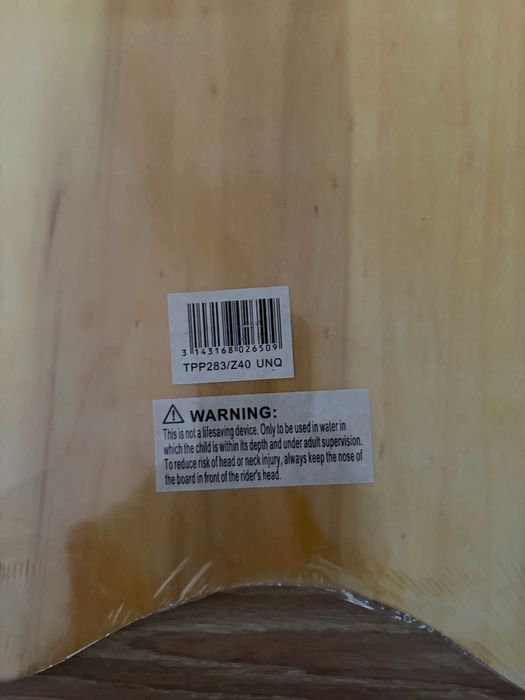 3 143168 026509
TPP283/Z40 UNQ
WARNING:
This is not a lifesaving device. Only to be used in water in
which the child is within its depth and under adult supervision.
To reduce risk of head or neck injury, always keep the nose of
the board in front of the rider's head.